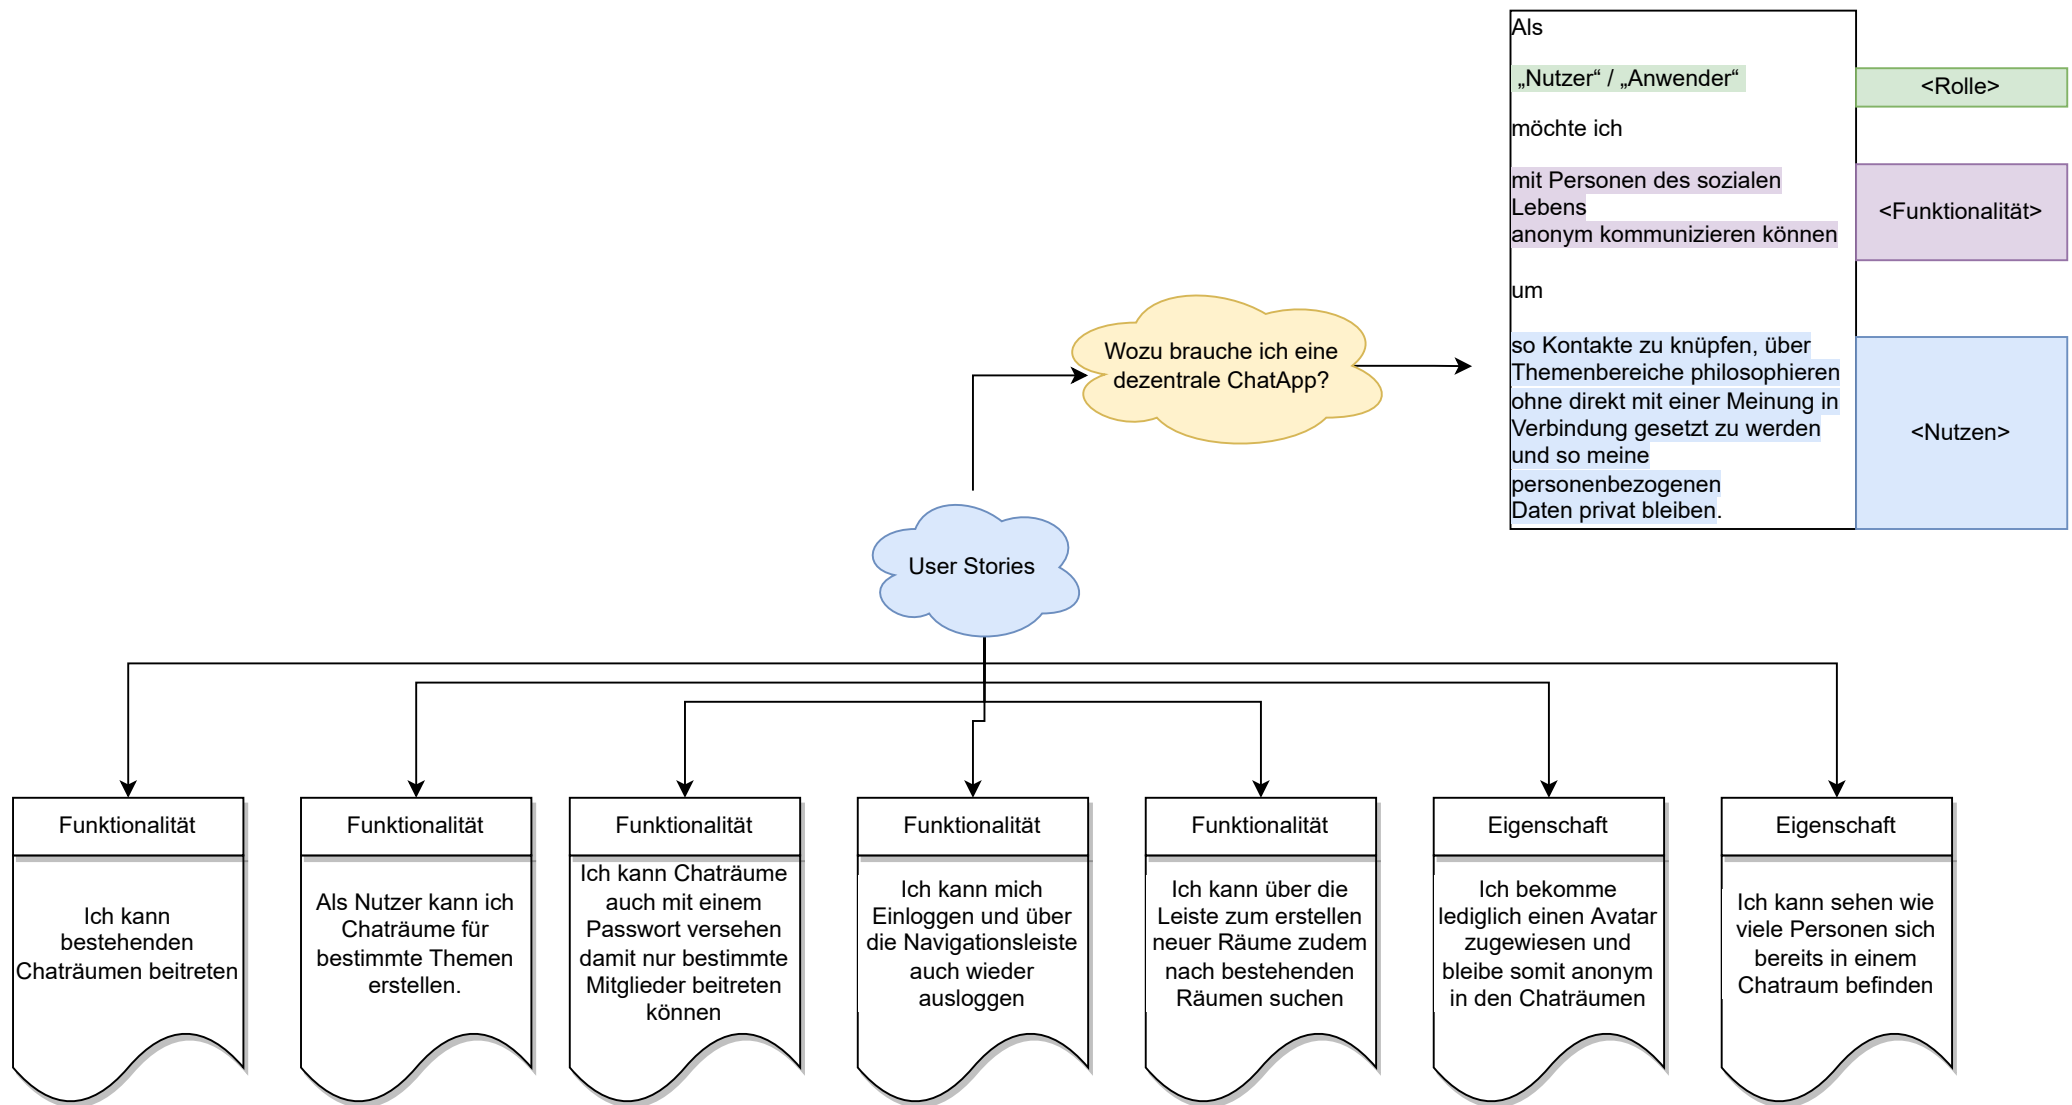 Als
„Nutzer“ / „Anwender“
<Rolle>
möchte ich
mit Personen des sozialen
Lebens
anonym kommunizieren können
<Funktionalität>
um
so Kontakte zu knüpfen, über
Themenbereiche philosophieren
ohne direkt mit einer Meinung in
Verbindung gesetzt zu werden
und so meine
personenbezogenen
Daten privat bleiben.
<Nutzen>
Wozu brauche ich eine
dezentrale ChatApp?
User Stories
Funktionalität
Ich kann
bestehenden
Chaträumen beitreten
Funktionalität
Als Nutzer kann ich
Chaträume für
bestimmte Themen
erstellen.
Funktionalität
Ich kann Chaträume
auch mit einem
Passwort versehen
damit nur bestimmte
Mitglieder beitreten
können
Funktionalität
Ich kann mich
Einloggen und über
die Navigationsleiste
auch wieder
ausloggen
Funktionalität
Ich kann über die
Leiste zum erstellen
neuer Räume zudem
nach bestehenden
Räumen suchen
Eigenschaft
Ich bekomme
lediglich einen Avatar
zugewiesen und
bleibe somit anonym
in den Chaträumen
Eigenschaft
Ich kann sehen wie
viele Personen sich
bereits in einem
Chatraum befinden